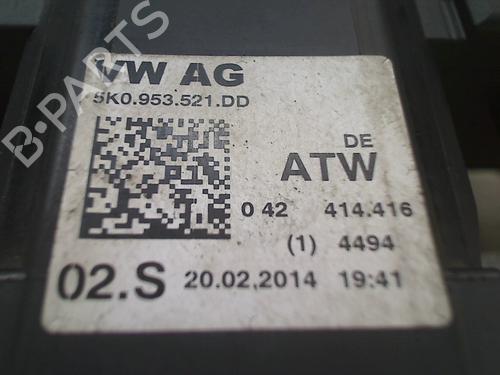 B-PARTS
VW AG
5K0.953.521.DD
DE
ATW
0 42 414.416
(1) 4494
02.S 20.02.2014 19:41